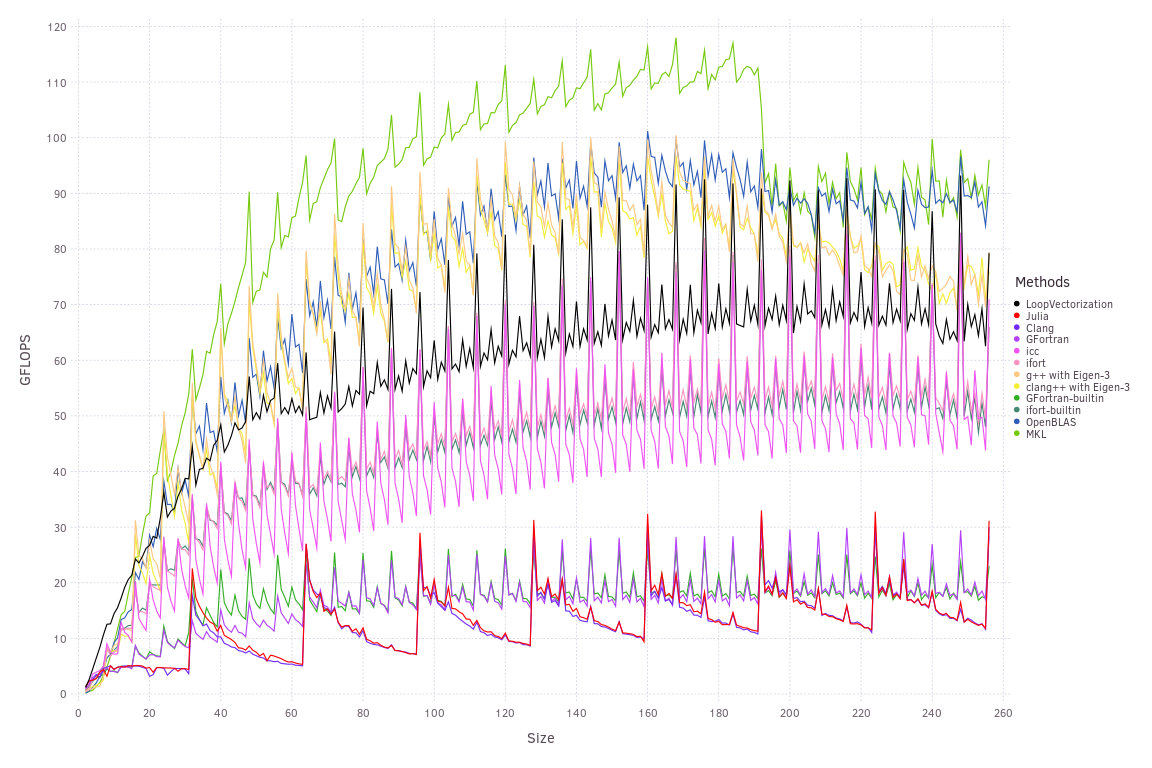 120
110
100
90
80
70
60
50
40
30
20
10
0
GFLOPS
0 20 40 60 80 100 120 140 160 180 200 220 240 260
Size
Methods
LoopVectorization
Julia
Clang
GFortran
icc
ifort
g++ with Eigen-3
clang++ with Eigen-3
GFortran-builtin
ifort-builtin
OpenBLAS
MKL